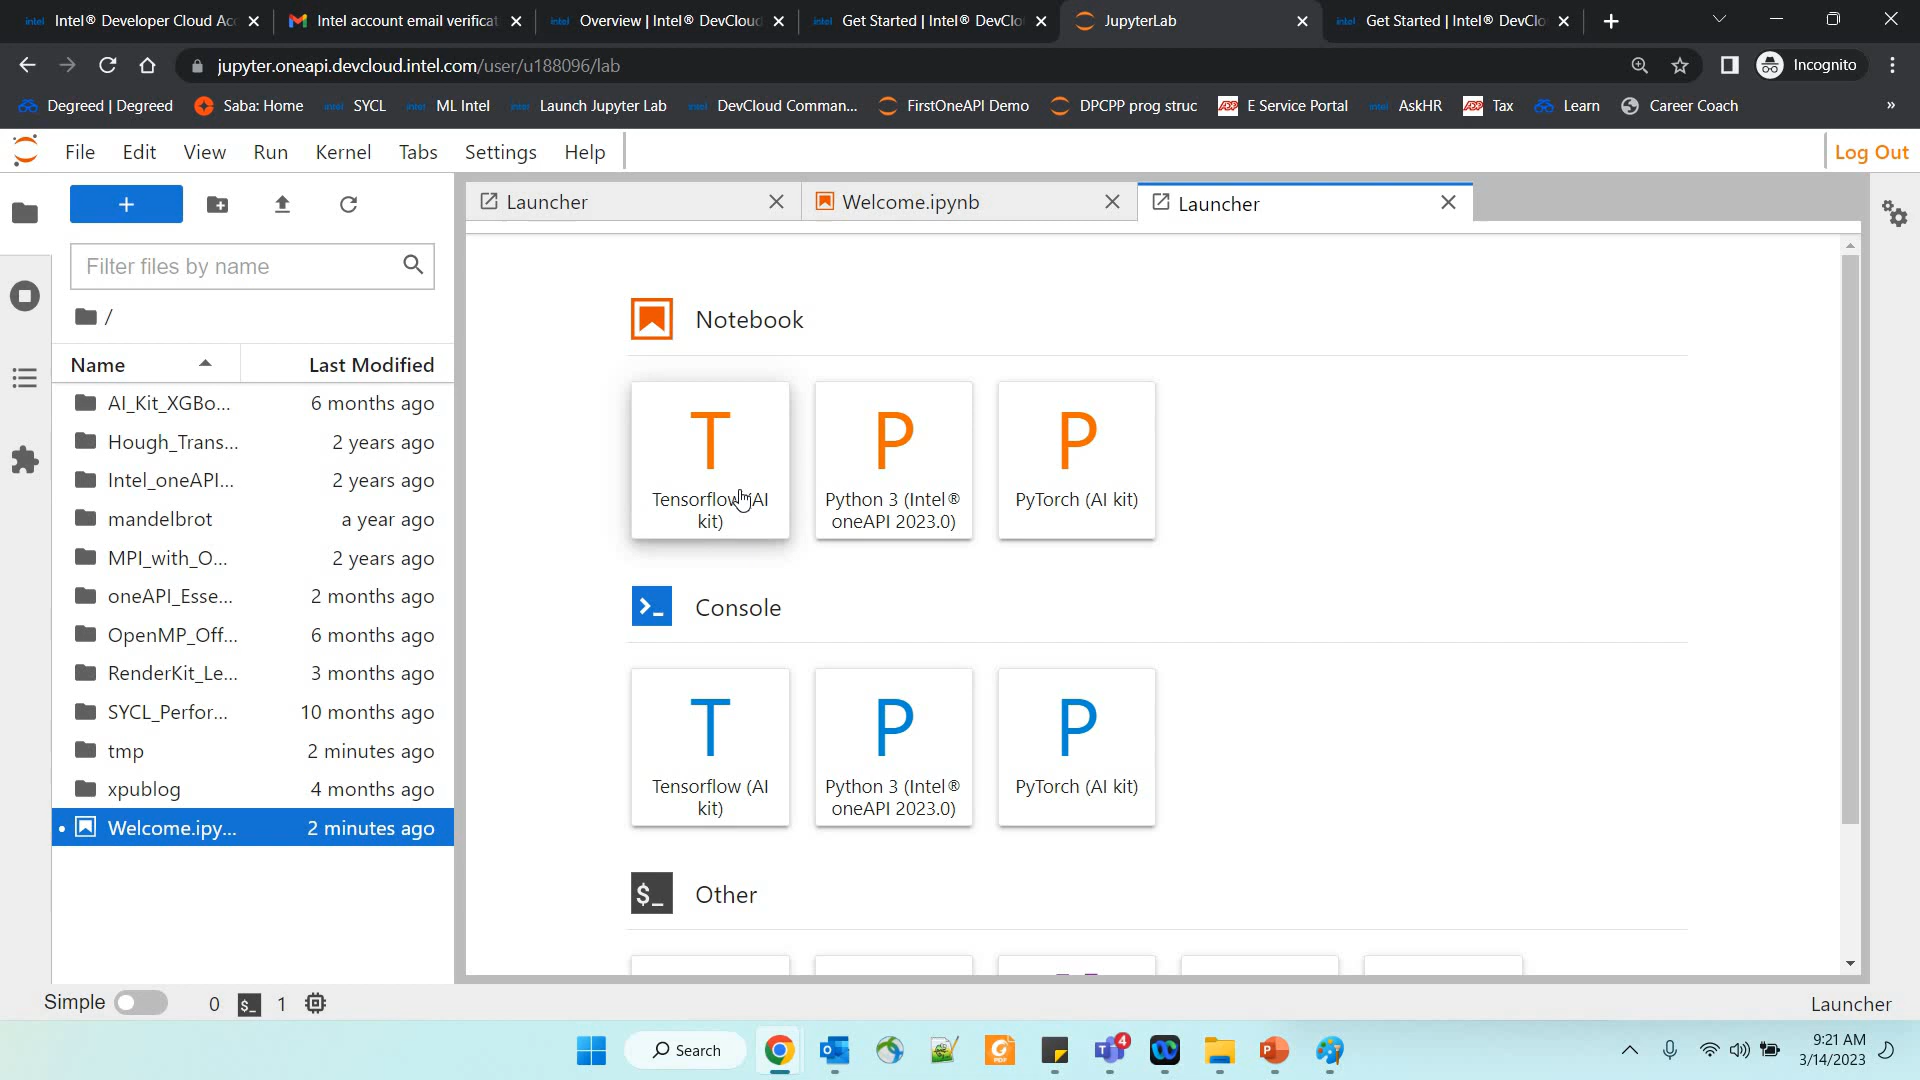 Intel® Developer Cloud Ac
Intel account email verificat
Overview | Intel® DevCloud
Get Started | Intel® DevClo
JupyterLab
Get Started | Intel® DevClo
jupyter.oneapi.devcloud.intel.com/user/u188096/lab
Incognito
Degreed | Degreed
Saba: Home
SYCL
ML Intel
Launch Jupyter Lab
DevCloud Comman...
FirstOneAPI Demo
DPCPP prog struc
E Service Portal
AskHR
Tax
Learn
Career Coach
»
File Edit View Run Kernel Tabs Settings Help
Log Out
Launcher
Welcome.ipynb
Launcher
Filter files by name
/
Name Last Modified
AI_Kit_XGBo... 6 months ago
Hough_Trans... 2 years ago
Intel_oneAPI... 2 years ago
mandelbrot a year ago
MPI_with_O... 2 years ago
oneAPI_Esse... 2 months ago
OpenMP_Off... 6 months ago
RenderKit_Le... 3 months ago
SYCL_Perfor... 10 months ago
tmp 2 minutes ago
xpublog 4 months ago
Welcome.ipy... 2 minutes ago
Notebook
T
Tensorflow (AI
kit)
P
Python 3 (Intel®
oneAPI 2023.0)
P
PyTorch (AI kit)
Console
T
Tensorflow (AI
kit)
P
Python 3 (Intel®
oneAPI 2023.0)
P
PyTorch (AI kit)
$_ Other
Simple 0 $_ 1
Launcher
Search
4
9:21 AM
3/14/2023